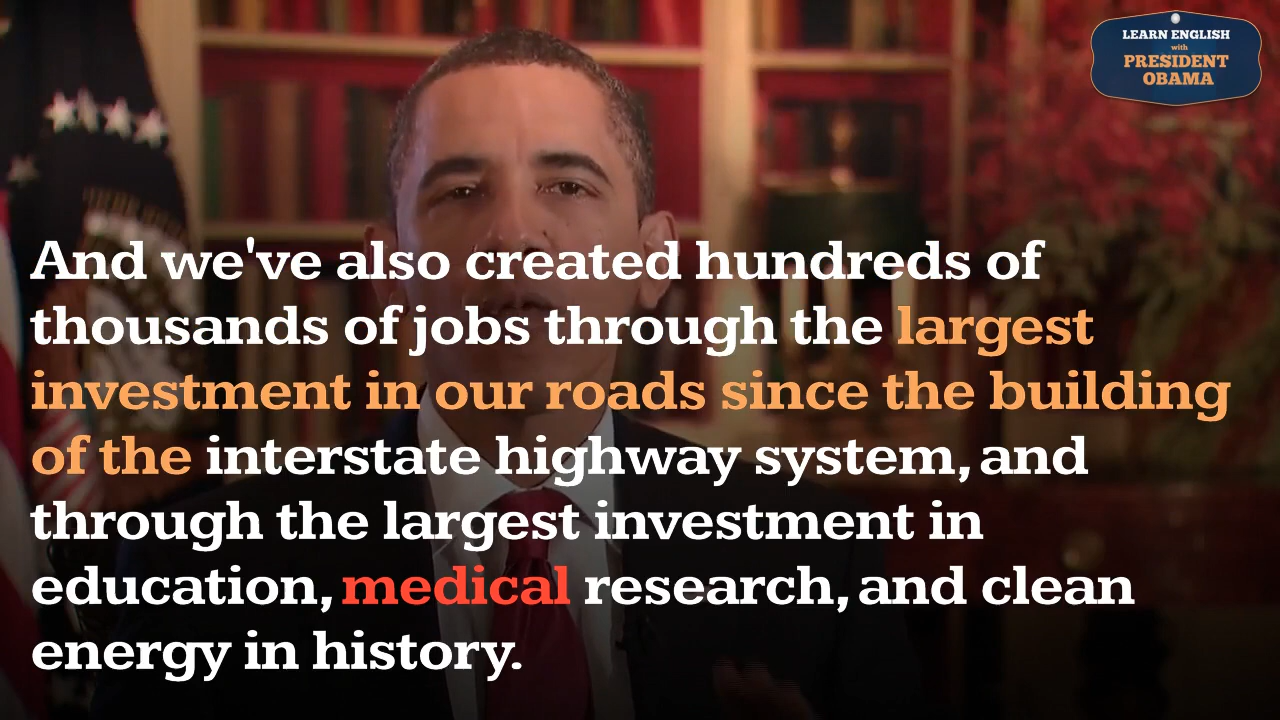 LEARN ENGLISH
with
PRESIDENT
OBAMA
And we've also created hundreds of
thousands of jobs through the largest
investment in our roads since the building
of the interstate highway system, and
through the largest investment in
education, medical research, and clean
energy in history.